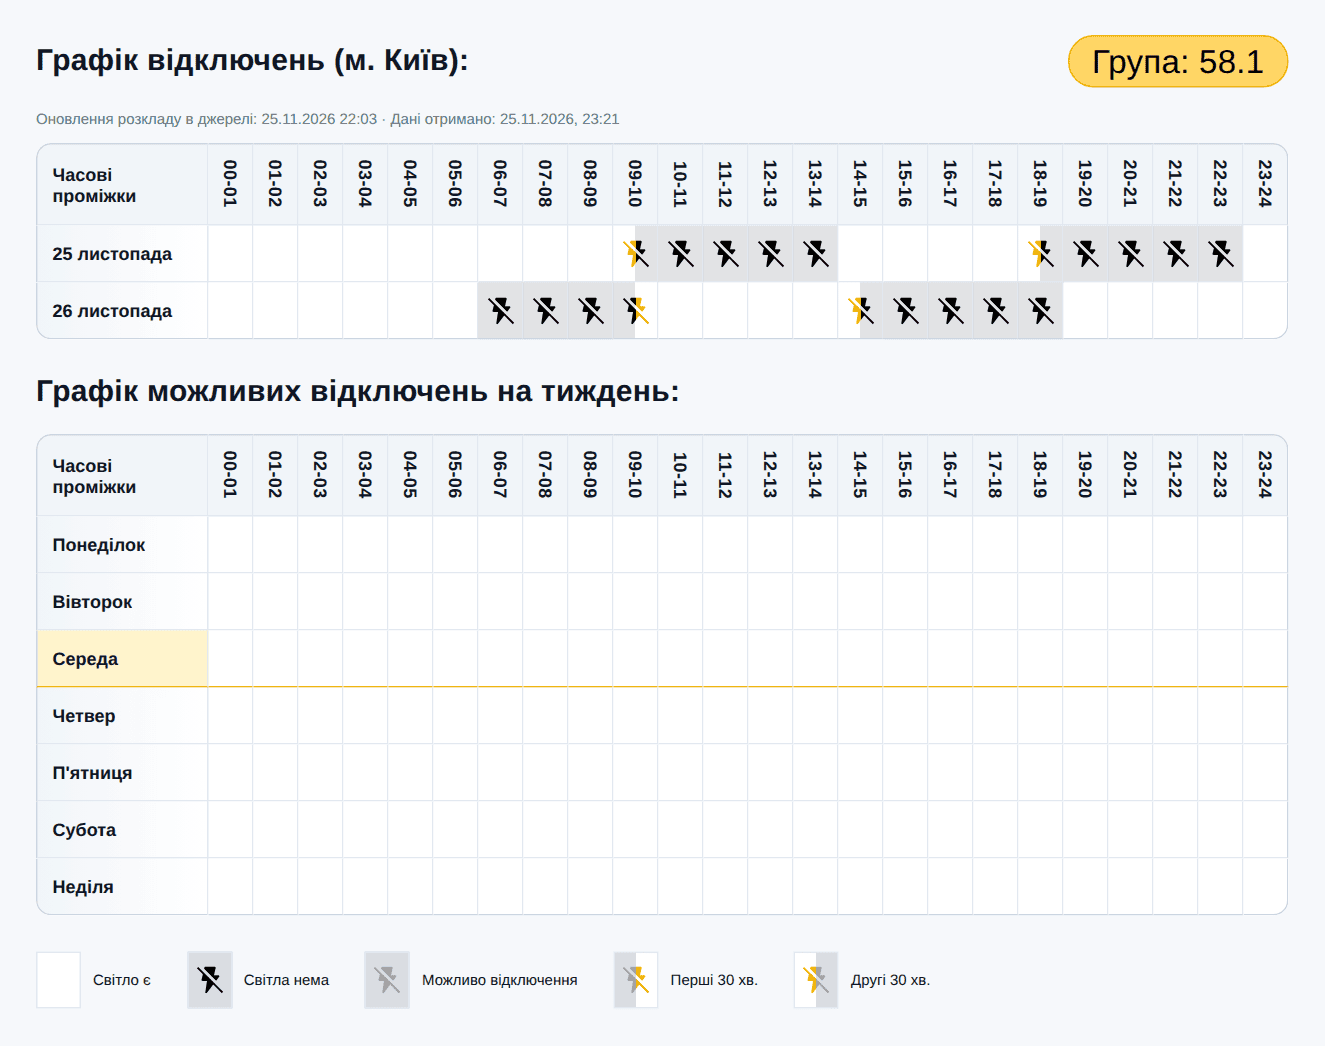 Графік відключень (м. Київ):
Група: 58.1
Оновлення розкладу в джерелі: 25.11.2026 22:03 · Дані отримано: 25.11.2026, 23:21
Часові
проміжки
00-01 01-02 02-03 03-04 04-05 05-06 06-07 07-08 08-09 09-10 10-11 11-12 12-13 13-14 14-15 15-16 16-17 17-18 18-19 19-20 20-21 21-22 22-23 23-24
25 листопада
26 листопада
Графік можливих відключень на тиждень:
Часові
проміжки
00-01 01-02 02-03 03-04 04-05 05-06 06-07 07-08 08-09 09-10 10-11 11-12 12-13 13-14 14-15 15-16 16-17 17-18 18-19 19-20 20-21 21-22 22-23 23-24
Понеділок
Вівторок
Середа
Четвер
П'ятниця
Субота
Неділя
Світло є Світла нема Можливо відключення Перші 30 хв. Другі 30 хв.